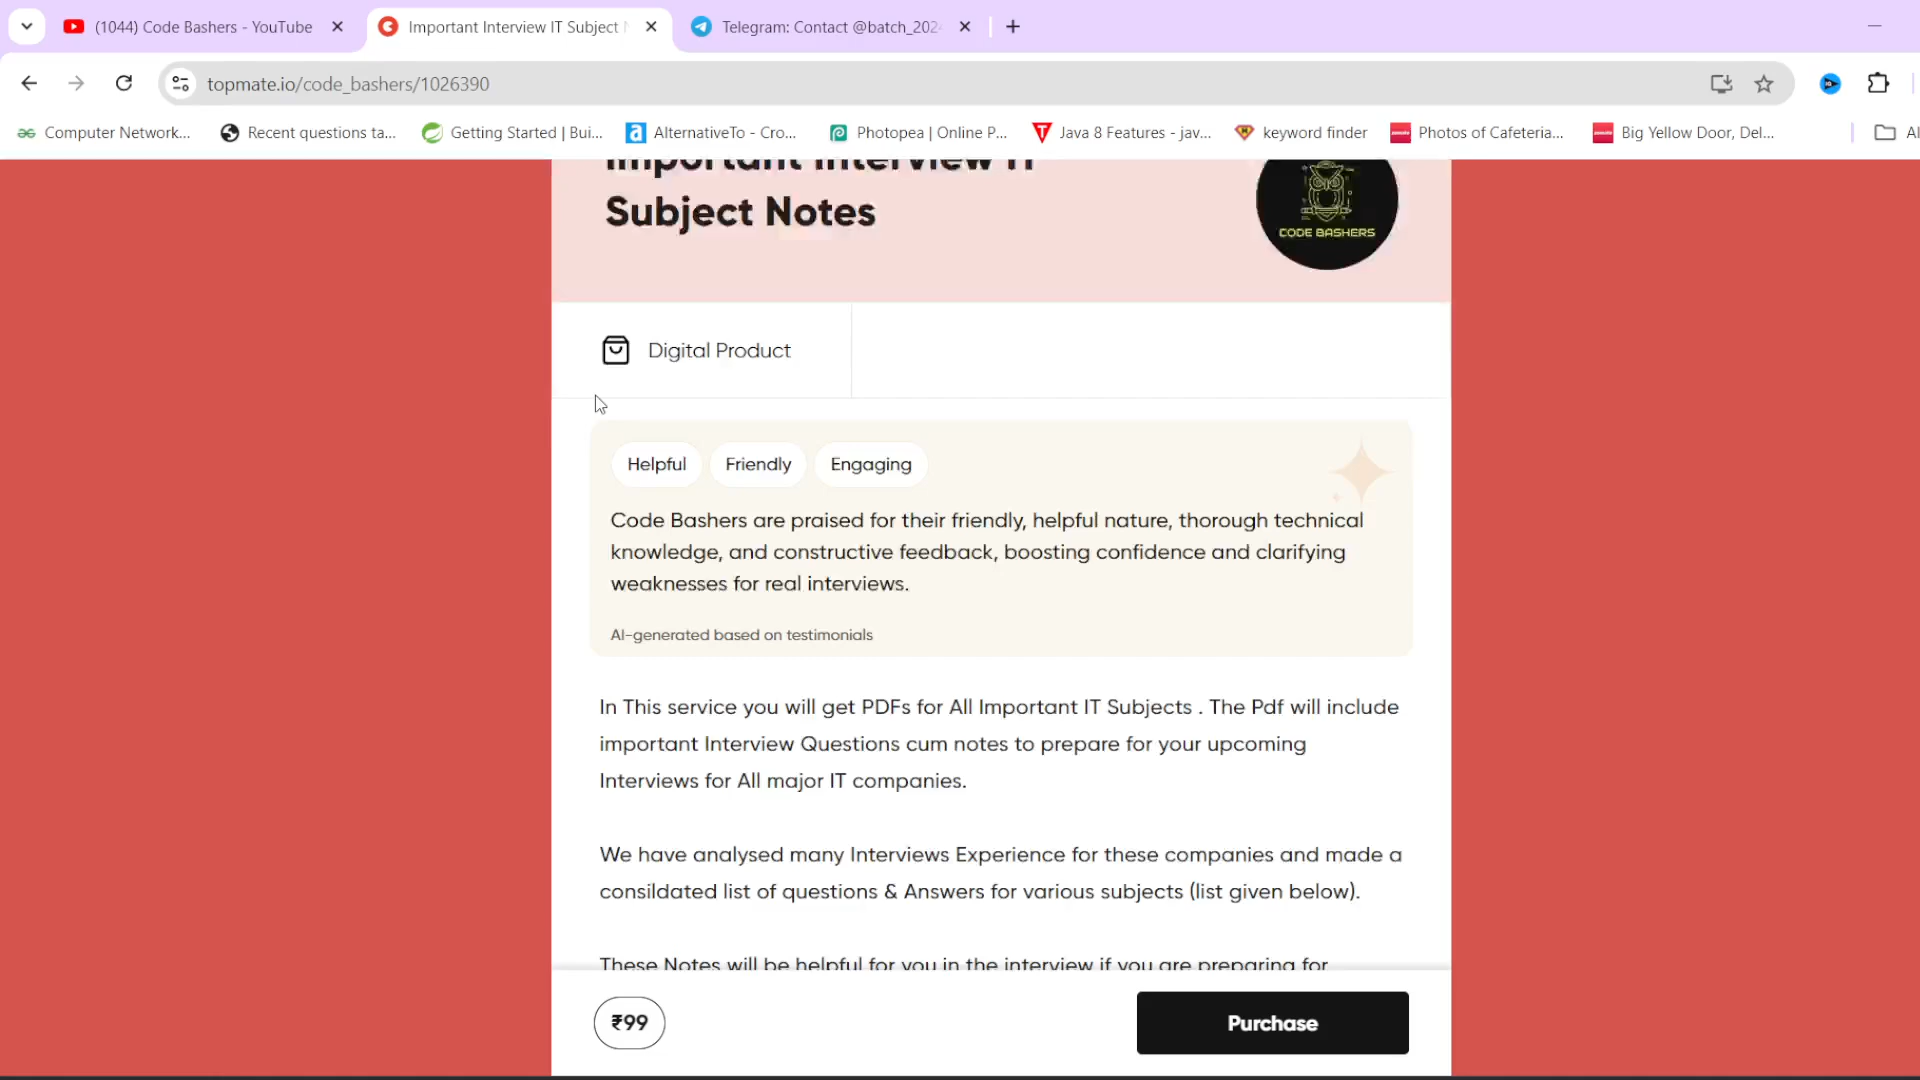 (1044) Code Bashers - YouTube
Important Interview IT Subject
Telegram: Contact @batch_202
topmate.io/code_bashers/1026390
Computer Network...
Recent questions ta...
Getting Started | Bui...
AlternativeTo - Cro...
Photopea | Online P...
Java 8 Features - jav...
keyword finder
Photos of Cafeteria...
Big Yellow Door, Del...
Important Interview IT
Subject Notes
CODE BASHERS
Digital Product
Helpful
Friendly
Engaging
Code Bashers are praised for their friendly, helpful nature, thorough technical
knowledge, and constructive feedback, boosting confidence and clarifying
weaknesses for real interviews.
AI-generated based on testimonials
In This service you will get PDFs for All Important IT Subjects . The Pdf will include
important Interview Questions cum notes to prepare for your upcoming
Interviews for All major IT companies.
We have analysed many Interviews Experience for these companies and made a
consildated list of questions & Answers for various subjects (list given below).
These Notes will be helpful for you in the interview if you are preparing for
₹99
Purchase